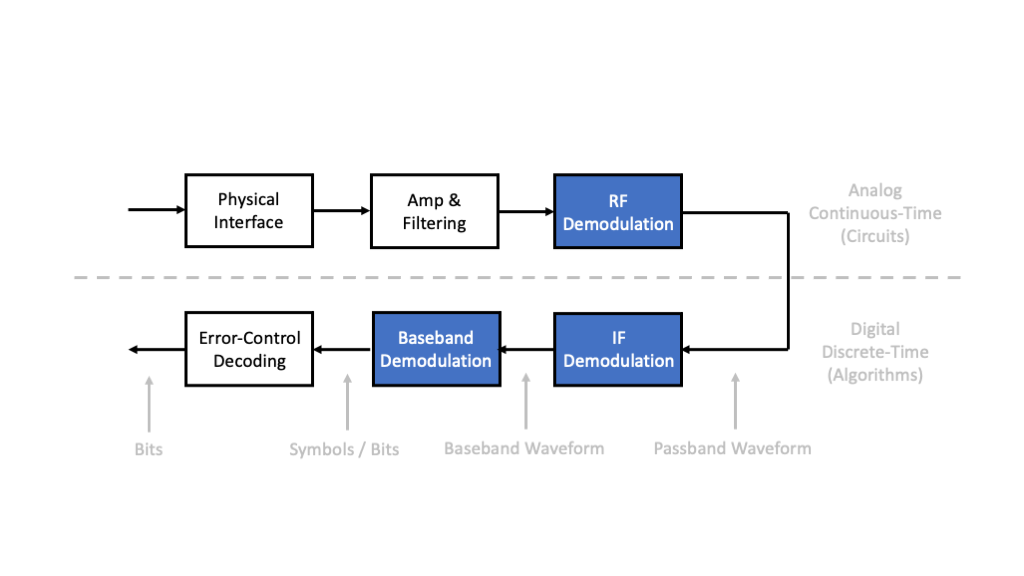 Physical
Interface
Amp &
Filtering
RF
Demodulation
Analog
Continuous-Time
(Circuits)
Error-Control
Decoding
Baseband
Demodulation
IF
Demodulation
Digital
Discrete-Time
(Algorithms)
Bits
Symbols / Bits
Baseband Waveform
Passband Waveform